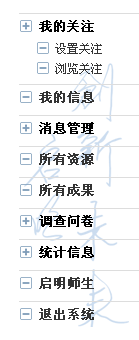 我的关注
设置关注
浏览关注
我的信息
消息管理
所有资源
所有成果
调查问卷
统计信息
启明师生
退出系统